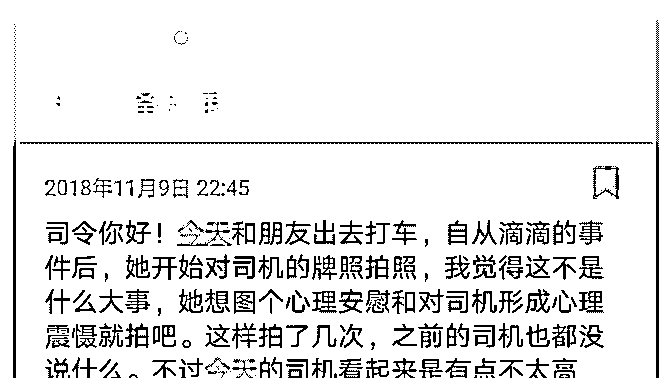 2018年11月9日 22:45
司令你好！今天和朋友出去打车，自从滴滴的事
件后，她开始对司机的牌照拍照，我觉得这不是
什么大事，她想图个心理安慰和对司机形成心理
震慑就拍吧。这样拍了几次，之前的司机也都没
说什么。不过今天的司机看起来是有点不太高